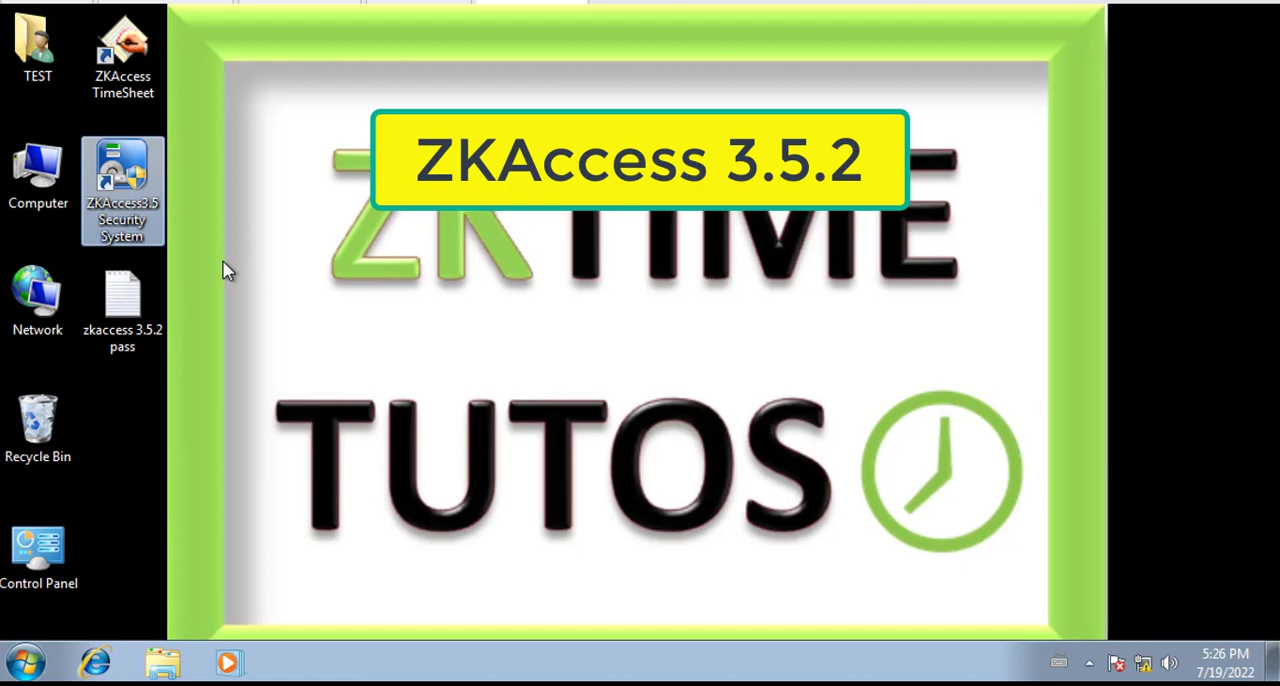 TEST
ZKAccess
TimeSheet
ZKAccess 3.5.2
ZKTIME
Computer
ZKAccess3.5
Security
System
Network
zkaccess 3.5.2
pass
TUTOS
Recycle Bin
Control Panel
5:26 PM
7/19/2022